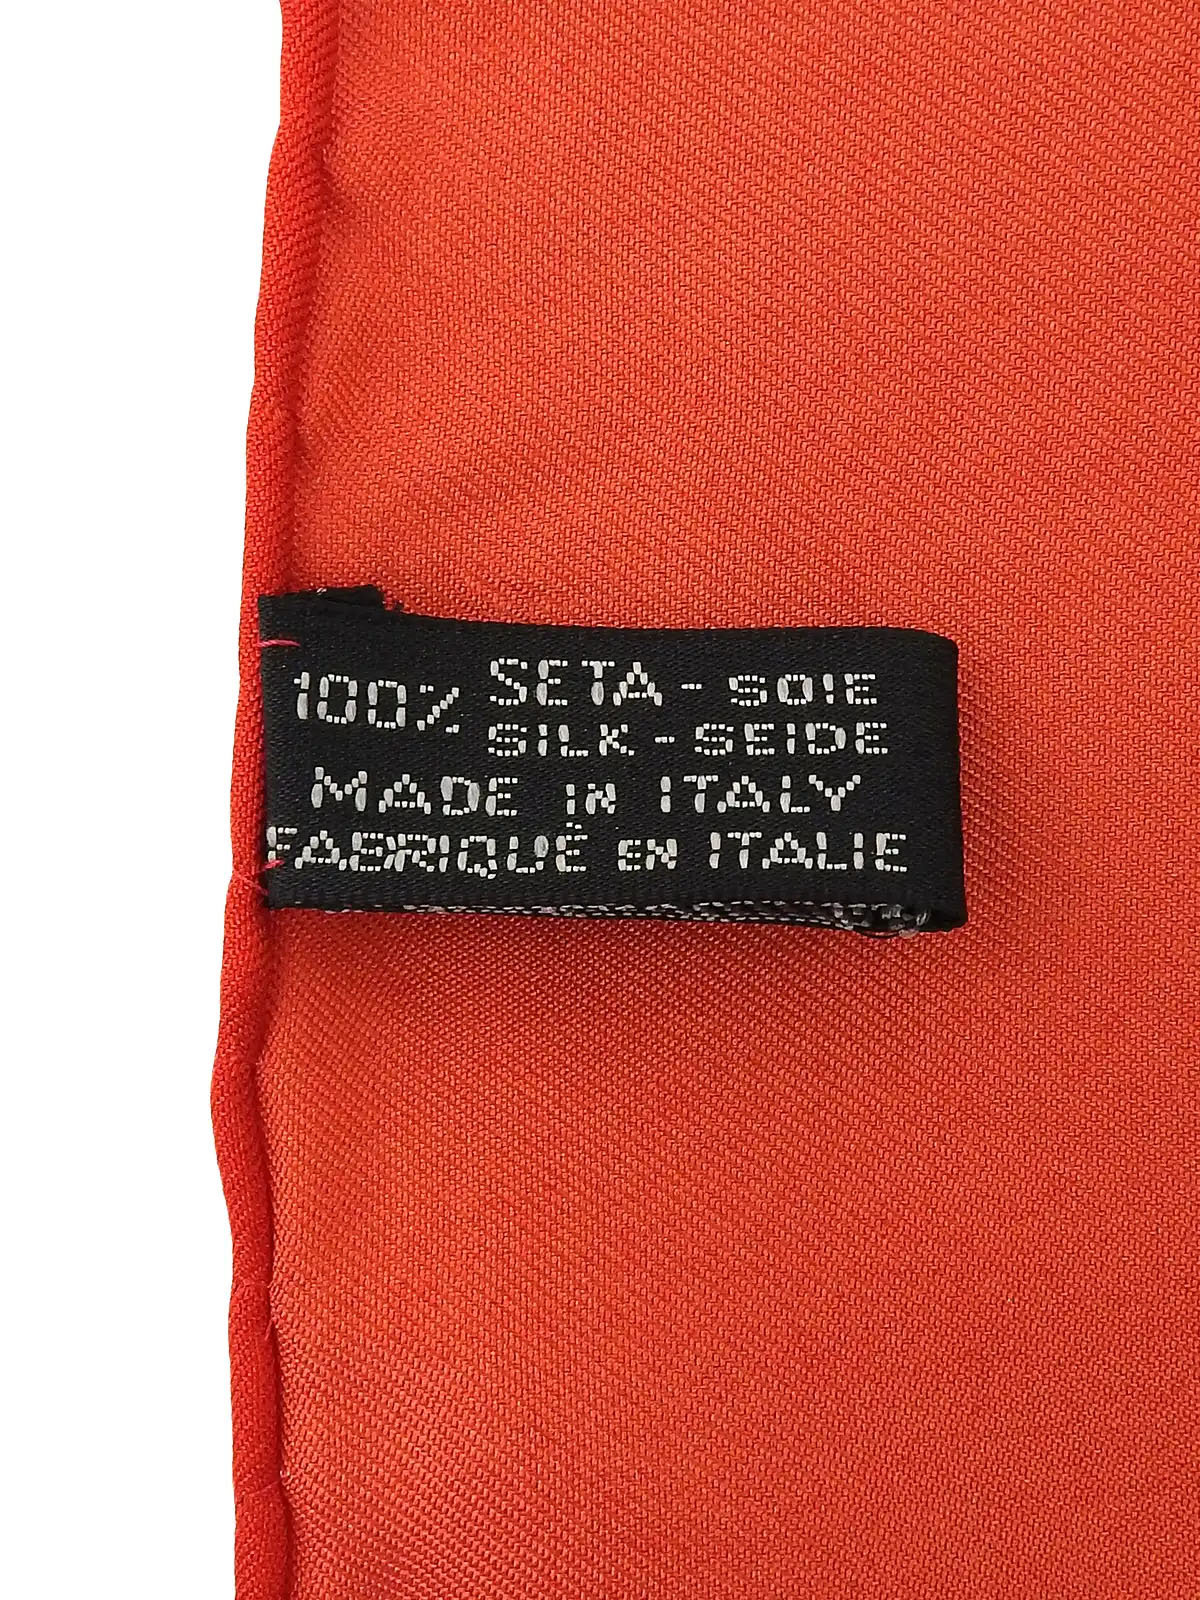 100% SETA - SOIE
SILK - SEIDE
MADE IN ITALY
FABRIQUÉ EN ITALIE